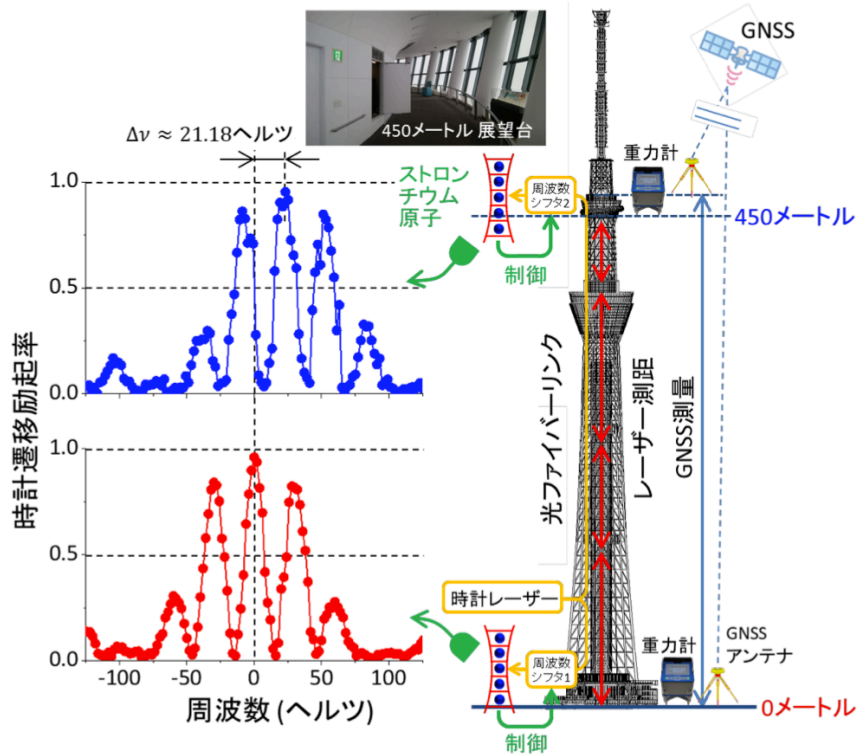 GNSS
450メートル 展望台
Δν ≈ 21.18ヘルツ
重力計
ストロン
チウム
原子
周波数
シフタ2
450メートル
制御
1.0
0.5
0.0
時計遷移励起率
1.0
0.5
0.0
-100
-50
0
50
100
周波数 (ヘルツ)
光ファイバーリンク
レーザー測距
GNSS測量
時計レーザー
周波数
シフタ1
制御
重力計
GNSS
アンテナ
0メートル